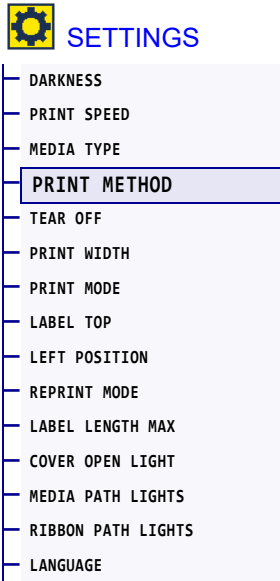 SETTINGS
DARKNESS
PRINT SPEED
MEDIA TYPE
PRINT METHOD
TEAR OFF
PRINT WIDTH
PRINT MODE
LABEL TOP
LEFT POSITION
REPRINT MODE
LABEL LENGTH MAX
COVER OPEN LIGHT
MEDIA PATH LIGHTS
RIBBON PATH LIGHTS
LANGUAGE